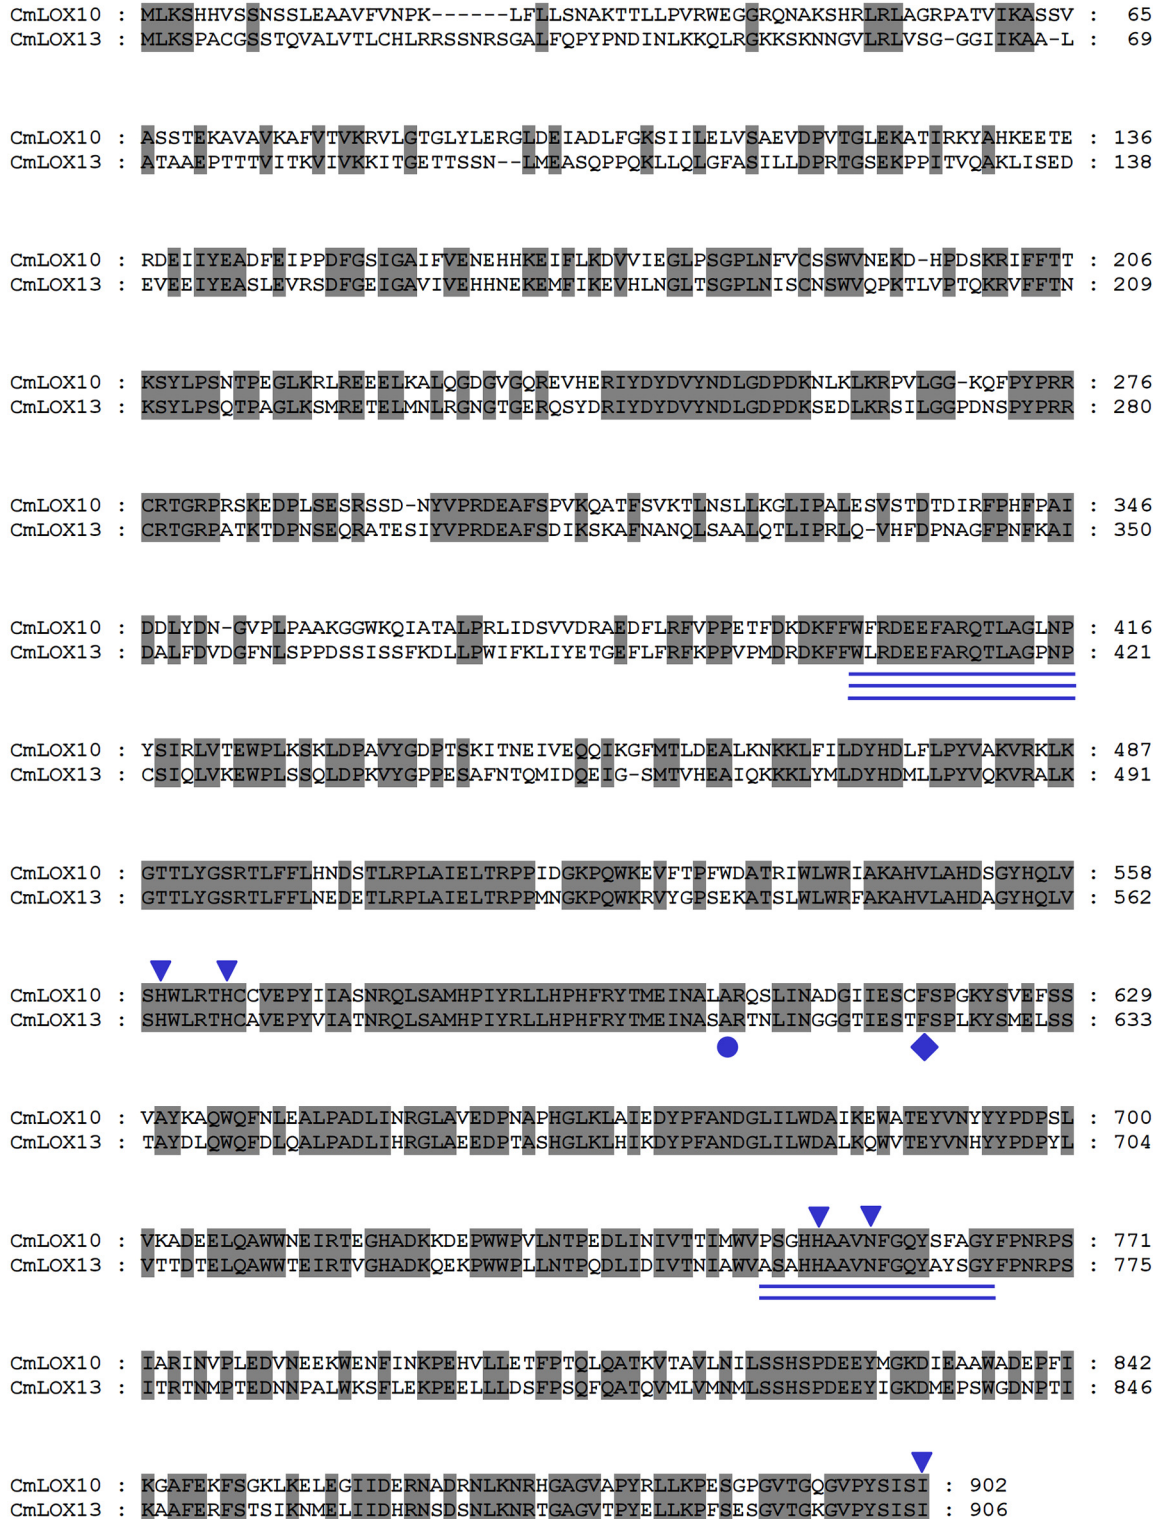 CmLOX10 : MLKSHHVSSNSSLEAAVFVNPK------LFLLSNAKTTLLPVRWEGGRQNAKSHRLRLAGRPATVIKASSV : 65
CmLOX13 : MLKSPACGSSTQVALVTLCHLRRSSNRSGALFQPYPNDINLKKQLRGKKSKNNGVLRLVSG-GGIIKAA-L : 69
CmLOX10 : ASSTEKAVAVKAFVTVKRVLGTGLYLERGLDEIADLFGKSIILELVSAEVDPVTGLEKATIRKYAHKEETE : 136
CmLOX13 : ATAAEPTTTVITKVIVKKITGETTSSN--LMEASQPPQKLLQLGFASILLDPRTGSEKPPITVQAKLISED : 138
CmLOX10 : RDEIIYEADFEIPPDFGSIGAIFVENEHHKEIFLKDVVIEGLPSGPLNFVCSSWVNEKD-HPDSKRIFFTT : 206
CmLOX13 : EVEEIYEASLEVRSDFGEIGAVIVEHHNEKEMFIKEVHLNGLTSGPLNISCNSWVQPKTLVPTQKRVFFTN : 209
CmLOX10 : KSYLPSNTPEGLKRLREEELKALQGDGVGQREVHERIYDYDVYNDLGDPDKNLKLKRPVLGG-KQFPYPRR : 276
CmLOX13 : KSYLPSQTPAGLKSMRETELMNLRGNGTGERQSYDRIYDYDVYNDLGDPDKSEDLKRSILGGPDNSPYPRR : 280
CmLOX10 : CRTGRPRSKEDPLSESRSSD-NYVPRDEAFSPVKQATFSVKTLNSLLKGLIPALESVSTDTDIRFPHFPAI : 346
CmLOX13 : CRTGRPATKTDPNSEQRATESIYVPRDEAFSDIKSKAFNANQLSAALQTLIPRLQ-VHFDPNAGFPNFKAI : 350
CmLOX10 : DDLYDN-GVPLPAAKGGWKQIATALPRLIDSVVDRAEDFLRFVPPETFDKDKFFWFRDEEFARQTLAGLNP : 416
CmLOX13 : DALFDVDGFNLSPPDSSISSFKDLLPWIFKLIYETGEFLFRFKPPVPMDRDKFFWLRDEEFARQTLAGPNP : 421
CmLOX10 : YSIRLVTEWPLKSKLDPAVYGDPTSKITNEIVEQQIKGFMTLDEALKNKKLFILDYHDLFLPYVAKVRKLK : 487
CmLOX13 : CSIQLVKEWPLSSQLDPKVYGPPESAFNTQMIDQEIG-SMTVHEAIQKKKLYMLDYHDMLLPYVQKVRALK : 491
CmLOX10 : GTTLYGSRTLFFLHNDSTLRPLAIELTRPPIDGKPQWKEVFTPFWDATRIWLWRIAKAHVLAHDSGYHQLV : 558
CmLOX13 : GTTLYGSRTLFFLNEDETLRPLAIELTRPPMNGKPQWKRVYGPSEKATSLWLWRFAKAHVLAHDAGYHQLV : 562
CmLOX10 : SHWLRTHCCVEPYIIASNRQLSAMHPIYRLLHPHFRYTMEINALARQSLINADGIIESCFSPGKYSVEFSS : 629
CmLOX13 : SHWLRTHCAVEPYVIATNRQLSAMHPIYRLLHPHFRYTMEINASARTNLINGGGTIESTFSPLKYSMELSS : 633
CmLOX10 : VAYKAQWQFNLEALPADLINRGLAVEDPNAPHGLKLAIEDYPFANDGLILWDAIKEWATEYVNYYYPDPSL : 700
CmLOX13 : TAYDLQWQFDLQALPADLIHRGLAEEDPTASHGLKLHIKDYPFANDGLILWDALKQWVTEYVNHYYPDPYL : 704
CmLOX10 : VKADEELQAWWNEIRTEGHADKKDEPWWPVLNTPEDLINIVTTIMWVPSGHHAAVNFGQYSFAGYFPNRPS : 771
CmLOX13 : VTTDTELQAWWTEIRTVGHADKQEKPWWPLLNTPQDLIDIVTNIAWVASAHHAAVNFGQYAYSGYFPNRPS : 775
CmLOX10 : IARINVPLEDVNEEKWENFINKPEHVLLETFPTQLQATKVTAVLNILSSHSPDEEYMGKDIEAAWADEPFI : 842
CmLOX13 : ITRTNMPTEDNNPALWKSFLEKPEELLLDSFPSQFQATQVMLVMNMLSSHSPDEEYIGKDMEPSWGDNPTI : 846
CmLOX10 : KGAFEKFSGKLKELEGIIDERNADRNLKNRHGAGVAPYRLLKPESGPGVTGQGVPYSISI : 902
CmLOX13 : KAAFERFSTSIKNMELIIDHRNSDSNLKNRTGAGVTPYELLKPFSESGVTGKGVPYSISI : 906